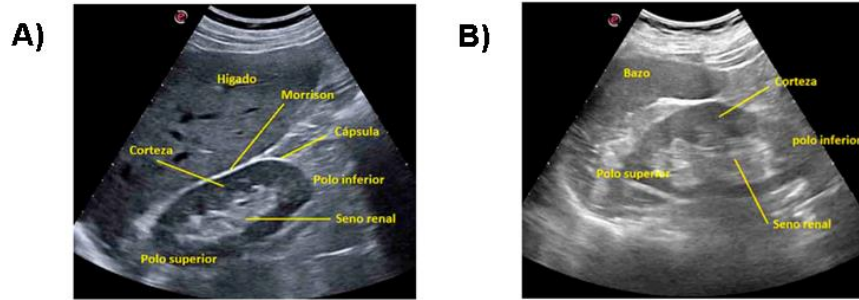 A)
Hígado
Morrison
Cápsula
Corteza
Polo inferior
Seno renal
Polo superior
B)
Bazo
Corteza
polo inferior
Polo superior
Seno renal